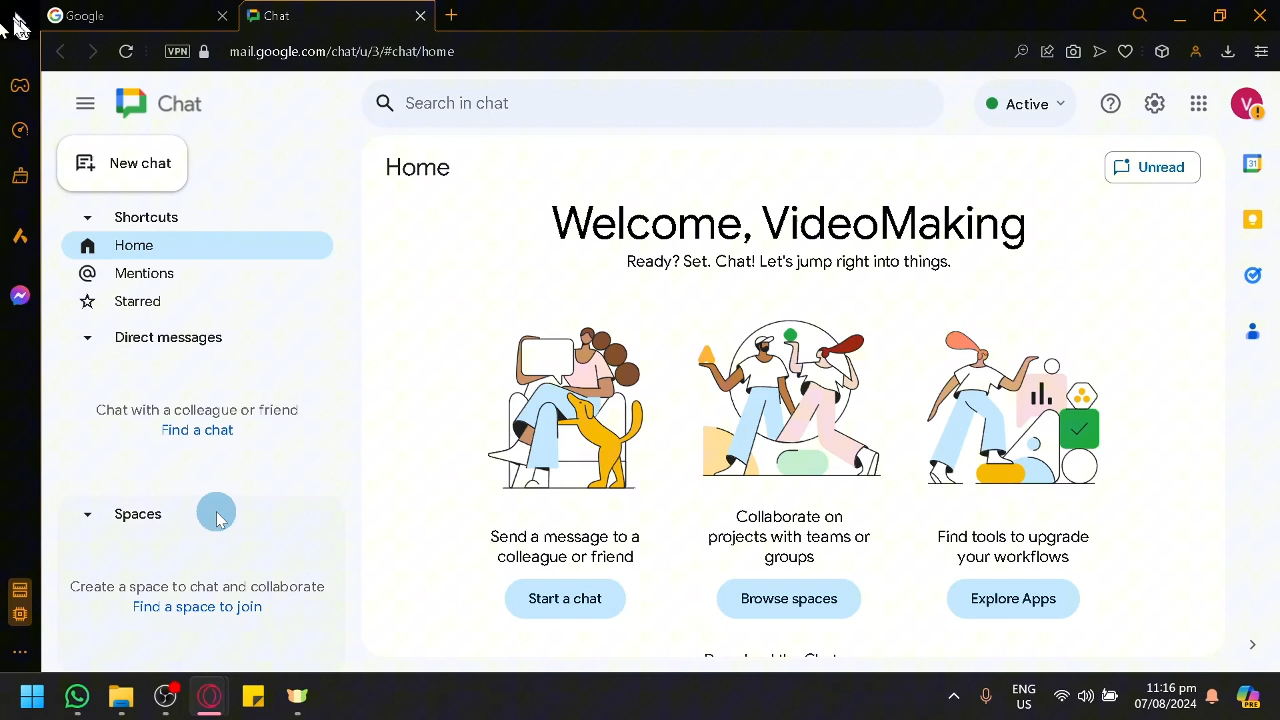 Google
Chat
VPN
mail.google.com/chat/u/3/#chat/home
Chat
Search in chat
Active
V
New chat
Home
Unread
Shortcuts
Home
Mentions
Starred
Direct messages
Chat with a colleague or friend
Find a chat
Spaces
Create a space to chat and collaborate
Find a space to join
Welcome, VideoMaking
Ready? Set. Chat! Let's jump right into things.
Send a message to a
colleague or friend
Start a chat
Collaborate on
projects with teams or
groups
Browse spaces
Find tools to upgrade
your workflows
Explore Apps
31
ENG
US
11:16 pm
07/08/2024
PRE